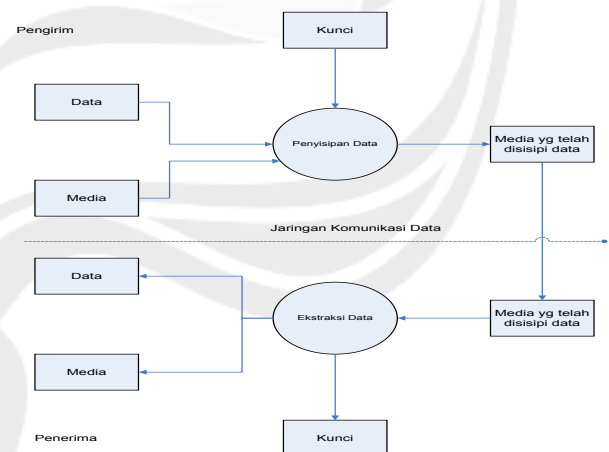 Pengirim
Kunci
Data
Penyisipan Data
Media yg telah
disisipi data
Media
Jaringan Komunikasi Data
Data
Ekstraksi Data
Media yg telah
disisipi data
Media
Penerima
Kunci